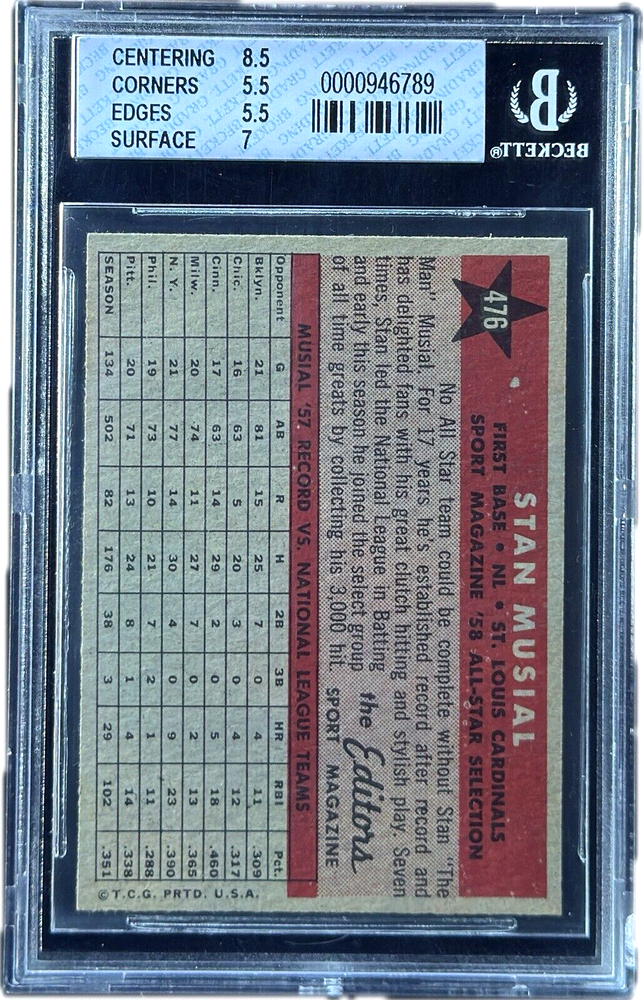 CENTERING 8.5
CORNERS 5.5
EDGES 5.5
SURFACE 7
0000946789
BECKETT®
476
STAN MUSIAL
FIRST BASE • NL • ST. LOUIS CARDINALS
SPORT MAGAZINE '58 ALL-STAR SELECTION
No All Star team could be complete without Stan "The
Man" Musial. For 17 years he's established record after record and
has delighted fans with his great clutch hitting and stylish play. Seven
times, Stan led the National League in Batting
and early this season he joined the select group
of all time greats by collecting his 3,000 hit.
the Editors
SPORT MAGAZINE
MUSIAL '57, RECORD VS. NATIONAL LEAGUE TEAMS
Opponent G AB R H 2B 3B HR RBI Pct.
Bklyn. 21 81 15 25 7 0 4 11 .309
Chic. 16 63 5 20 3 0 4 12 .317
Cinn. 17 63 14 29 2 0 5 18 .460
Milw. 20 74 11 27 7 0 2 13 .365
N. Y. 21 77 14 30 4 0 9 23 .390
Phil. 19 73 10 21 7 2 1 11 .288
Pitt. 20 71 13 24 8 1 4 14 .338
SEASON 134 502 82 176 38 3 29 102 .351
© T.C.G. PRTD. U.S.A.